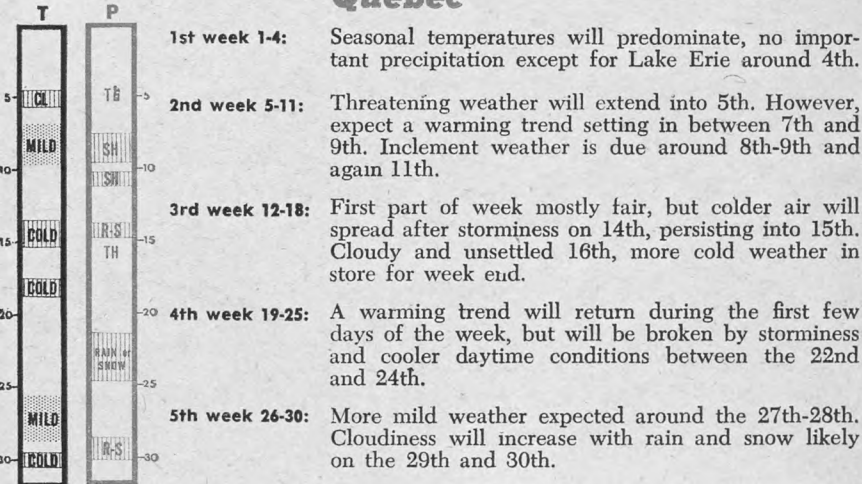 Quebec
T P
1st week 1-4: Seasonal temperatures will predominate, no impor-
tant precipitation except for Lake Erie around 4th.
2nd week 5-11: Threatening weather will extend into 5th. However,
expect a warming trend setting in between 7th and
9th. Inclement weather is due around 8th-9th and
again 11th.
3rd week 12-18: First part of week mostly fair, but colder air will
spread after storminess on 14th, persisting into 15th.
Cloudy and unsettled 16th, more cold weather in
store for week end.
4th week 19-25: A warming trend will return during the first few
days of the week, but will be broken by storminess
and cooler daytime conditions between the 22nd
and 24th.
5th week 26-30: More mild weather expected around the 27th-28th.
Cloudiness will increase with rain and snow likely
on the 29th and 30th.
5 CL
MILD
10
15 COLD
COLD
20
25
MILD
30 COLD
5
SH
10
SH
R-S
15
TH
20
RAIN or
SNOW
25
R-S
30